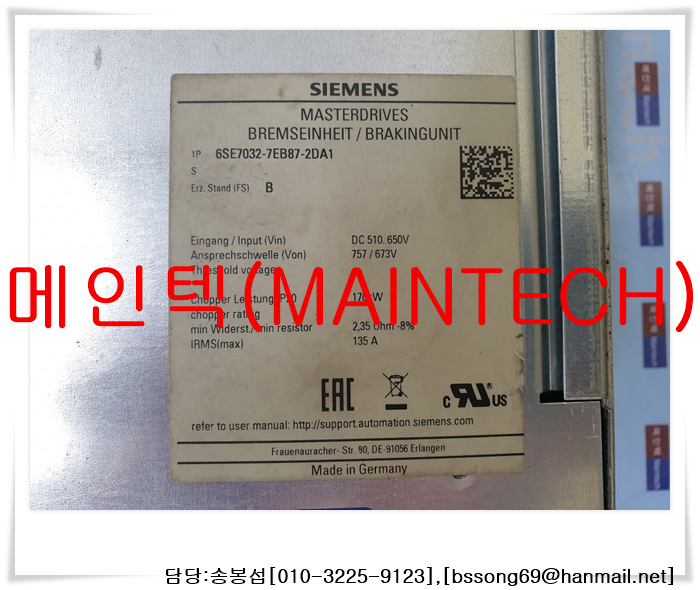 SIEMENS
MASTERDRIVES
BREMSEINHEIT / BRAKINGUNIT
1P 6SE7032-7EB87-2DA1
S
Erz. Stand (FS) B
Eingang / Input (Vin) DC 510..650V
Ansprechschwelle (Von) 757 / 673V
Threshold voltage
메인텍(MAINTECH)
Chopper Leistung P20
chopper rating
min Widerst./min resistor 2,35 Ohm -8%
IRMS(max) 135 A
EAC
c RU US
refer to user manual: http://support.automation siemens.com
Frauenauracher- Str. 80, DE-91056 Erlangen
Made in Germany
담당:송봉섭[010-3225-9123],[bssong69@hanmail.net]